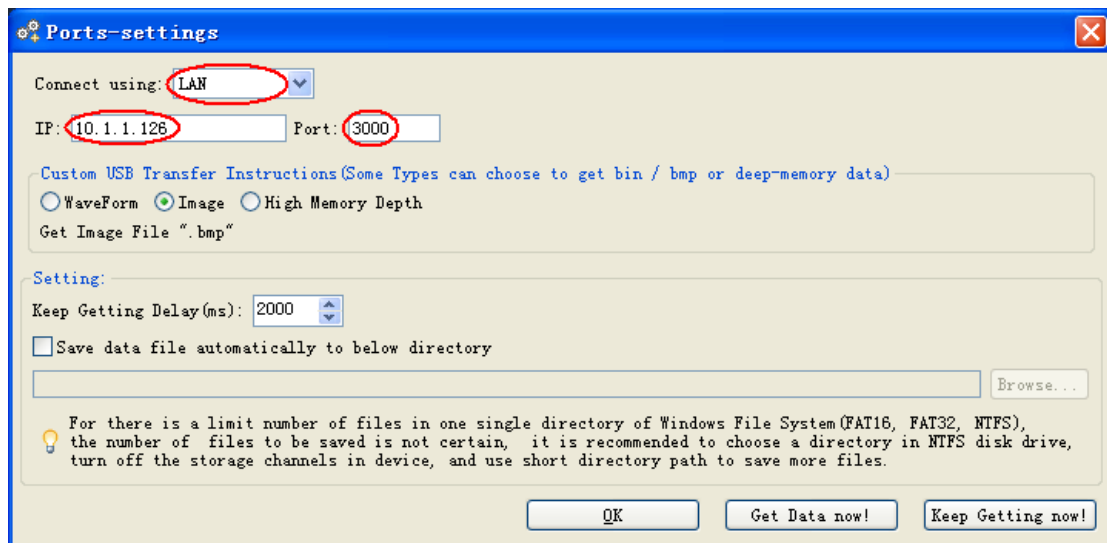 Ports-settings
Connect using: LAN
IP: 10.1.1.126 Port: 3000
Custom USB Transfer Instructions(Some Types can choose to get bin / bmp or deep-memory data)
WaveForm Image High Memory Depth
Get Image File ".bmp"
Setting:
Keep Getting Delay(ms): 2000
Save data file automatically to below directory
Browse...
For there is a limit number of files in one single directory of Windows File System(FAT16, FAT32, NTFS),
the number of files to be saved is not certain, it is recommended to choose a directory in NTFS disk drive,
turn off the storage channels in device, and use short directory path to save more files.
OK Get Data now! Keep Getting now!